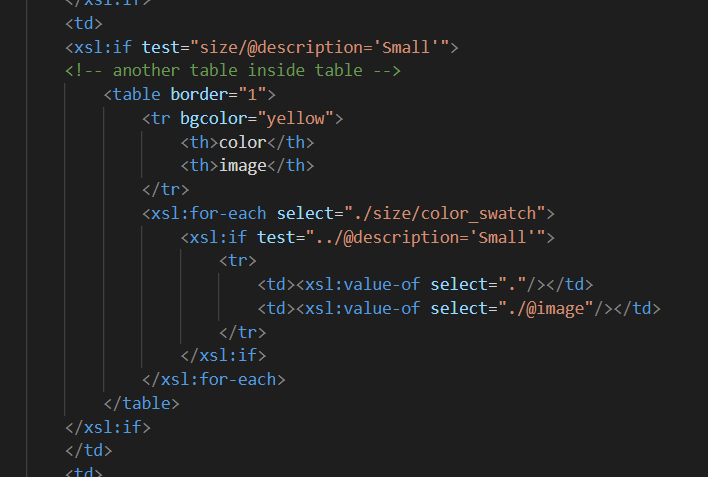 </xsl:if>
<td>
<xsl:if test="size/@description='Small'">
<!-- another table inside table -->
<table border="1">
<tr bgcolor="yellow">
<th>color</th>
<th>image</th>
</tr>
<xsl:for-each select="./size/color_swatch">
<xsl:if test="../@description='Small'">
<tr>
<td><xsl:value-of select="."/></td>
<td><xsl:value-of select="./@image"/></td>
</tr>
</xsl:if>
</xsl:for-each>
</table>
</xsl:if>
</td>
<td>